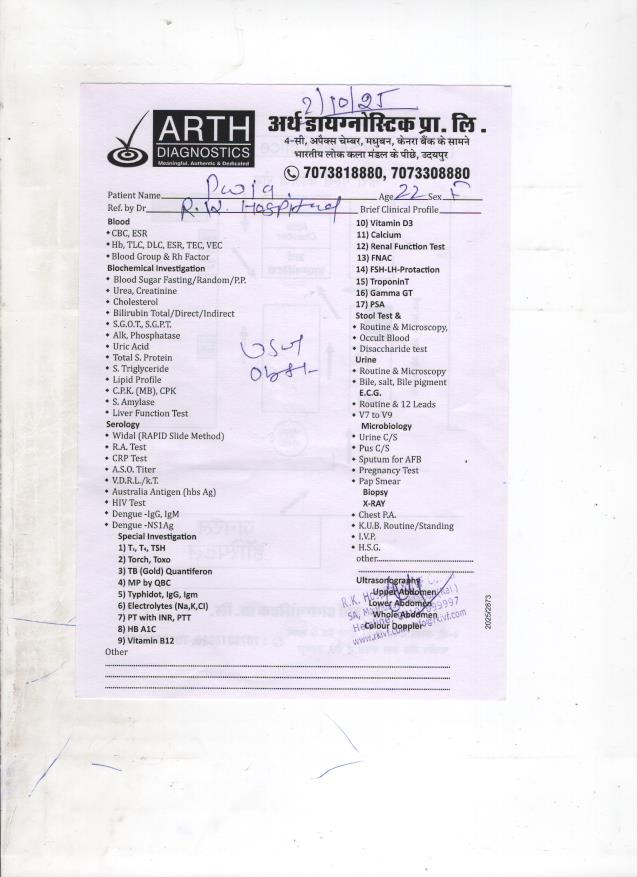 2/10/25
ARTH
DIAGNOSTICS
Meaningful, Authentic & Dedicated
अर्थ डायग्नोस्टिक प्रा. लि.
4-सी, अपैक्स चेम्बर, मधुबन, केनरा बैंक के सामने
भारतीय लोक कला मंडल के पीछे, उदयपुर
7073818880, 7073308880
Patient Name Age 22 Sex F
Ref. by Dr R.K. Hospital Brief Clinical Profile
Blood
CBC, ESR
Hb, TLC, DLC, ESR, TEC, VEC
Blood Group & Rh Factor
Biochemical Investigation
Blood Sugar Fasting/Random/P.P.
Urea, Creatinine
Cholesterol
Bilirubin Total/Direct/Indirect
S.G.O.T., S.G.P.T.
Alk, Phosphatase
Uric Acid
Total S. Protein
S. Triglyceride
Lipid Profile
C.P.K. (MB), CPK
S. Amylase
Liver Function Test
Serology
Widal (RAPID Slide Method)
R.A. Test
CRP Test
A.S.O. Titer
V.D.R.L./k.T.
Australia Antigen (hbs Ag)
HIV Test
Dengue -IgG, IgM
Dengue -NS1Ag
Special Investigation
1) T₃, T₄, TSH
2) Torch, Toxo
3) TB (Gold) Quantiferon
4) MP by QBC
5) Typhidot, IgG, Igm
6) Electrolytes (Na,K,Cl)
7) PT with INR, PTT
8) HB A1C
9) Vitamin B12
Other
10) Vitamin D3
11) Calcium
12) Renal Function Test
13) FNAC
14) FSH-LH-Protaction
15) TroponinT
16) Gamma GT
17) PSA
Stool Test &
Routine & Microscopy,
Occult Blood
Disaccharide test
Urine
Routine & Microscopy
Bile, salt, Bile pigment
E.C.G.
Routine & 12 Leads
V7 to V9
Microbiology
Urine C/S
Pus C/S
Sputum for AFB
Pregnancy Test
Pap Smear
Biopsy
X-RAY
Chest P.A.
K.U.B. Routine/Standing
I.V.P.
H.S.G.
other
Ultrasonography
Upper Abdomen
Lower Abdomen
Whole Abdomen
Colour Doppler
2025/2873